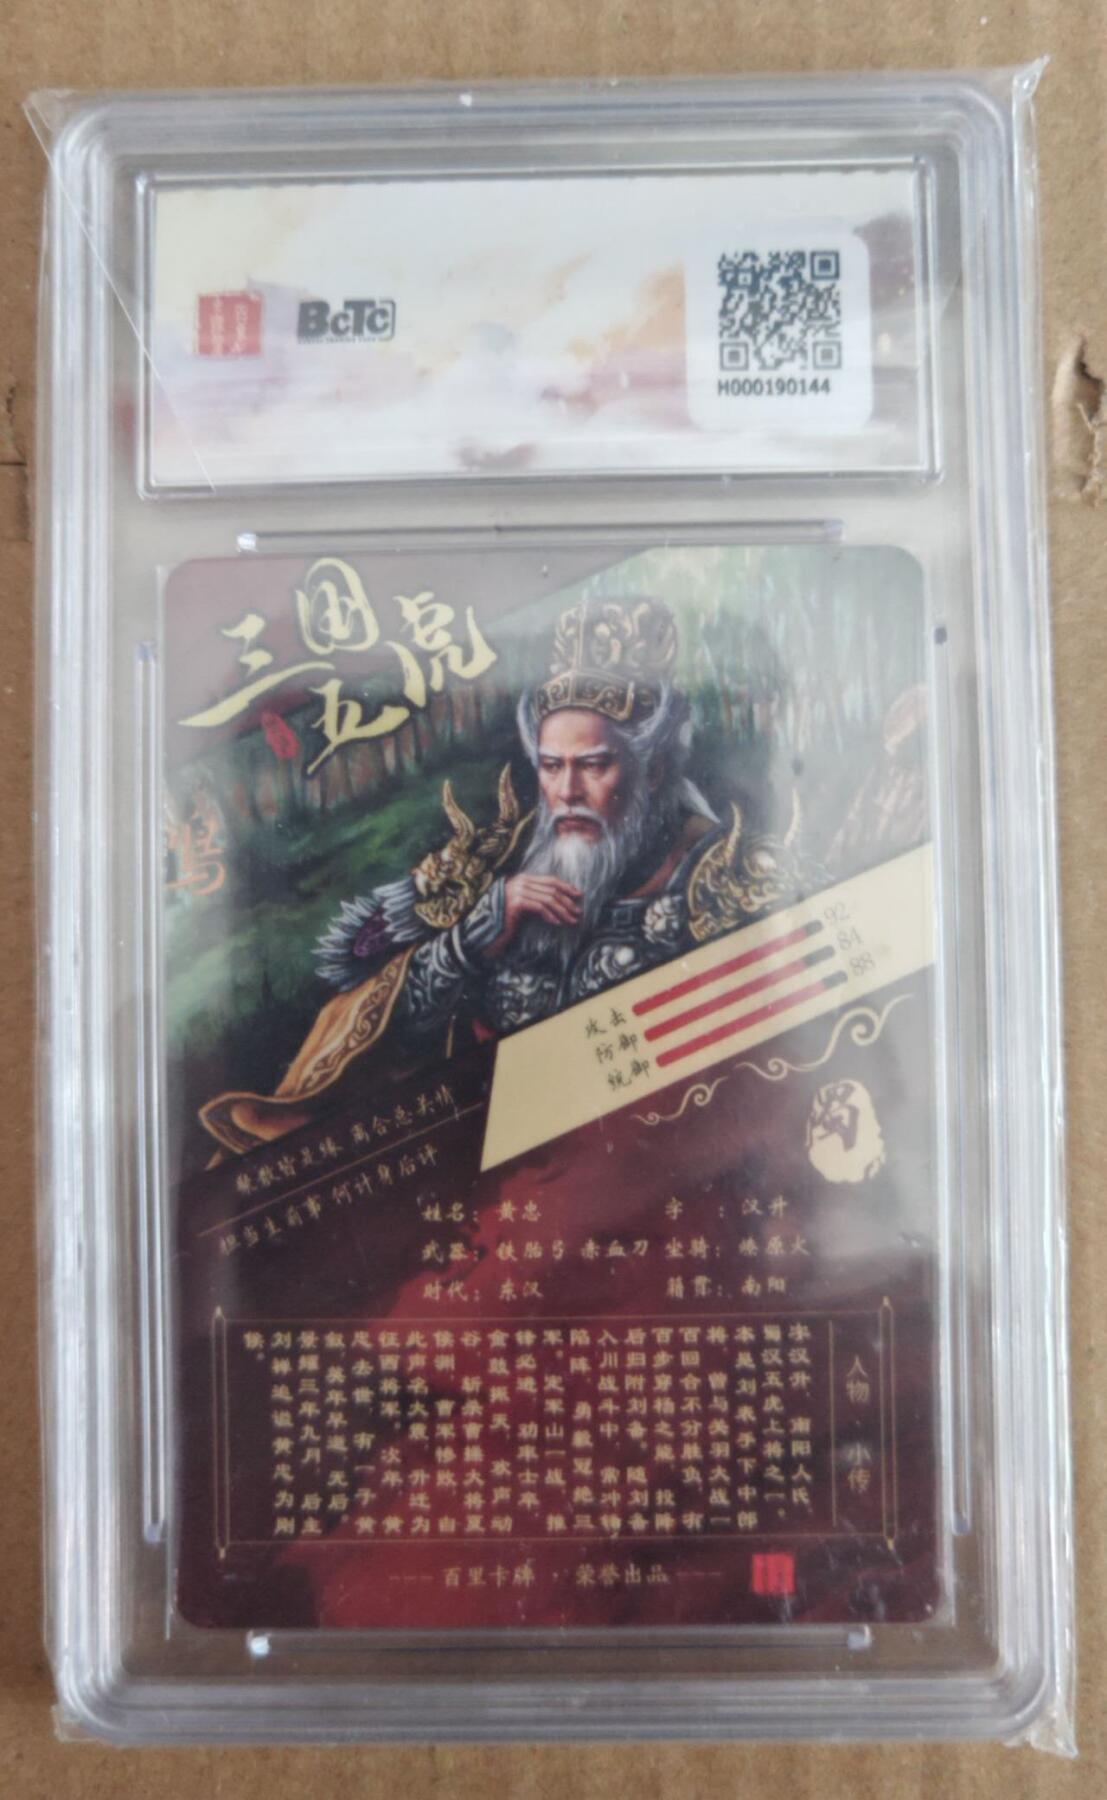 BCTC
H000190144
三国
五虎
攻击 92
防御 84
统御 88
蜀
聚散皆是缘 离合总关情
担当生前事 何计身后评
姓名：黄忠
字：汉升
武器：铁胎弓 赤血刀
坐骑：燎原火
时代：东汉
籍贯：南阳
人物·小传
字汉升，南阳人氏，
蜀汉五虎上将之一。
本是刘表手下中郎
将，曾与关羽大战一
百回合不分胜负，有
百步穿杨之能。投降
后归附刘备。随刘备
入川战斗中，常冲锋
陷阵，勇毅冠绝三
军。定军山一战，推
锋必进，功率士卒，
金鼓振天，欢声动
谷，斩杀曹操大将夏
侯渊，曹军惨败，自
此声名大震，升迁为
征西将军。次年，黄
忠去世，有一子黄
叙，英年早逝，无后。
景耀三年九月，后主
刘禅追谥黄忠为刚
侯。
百里卡牌·荣誉出品